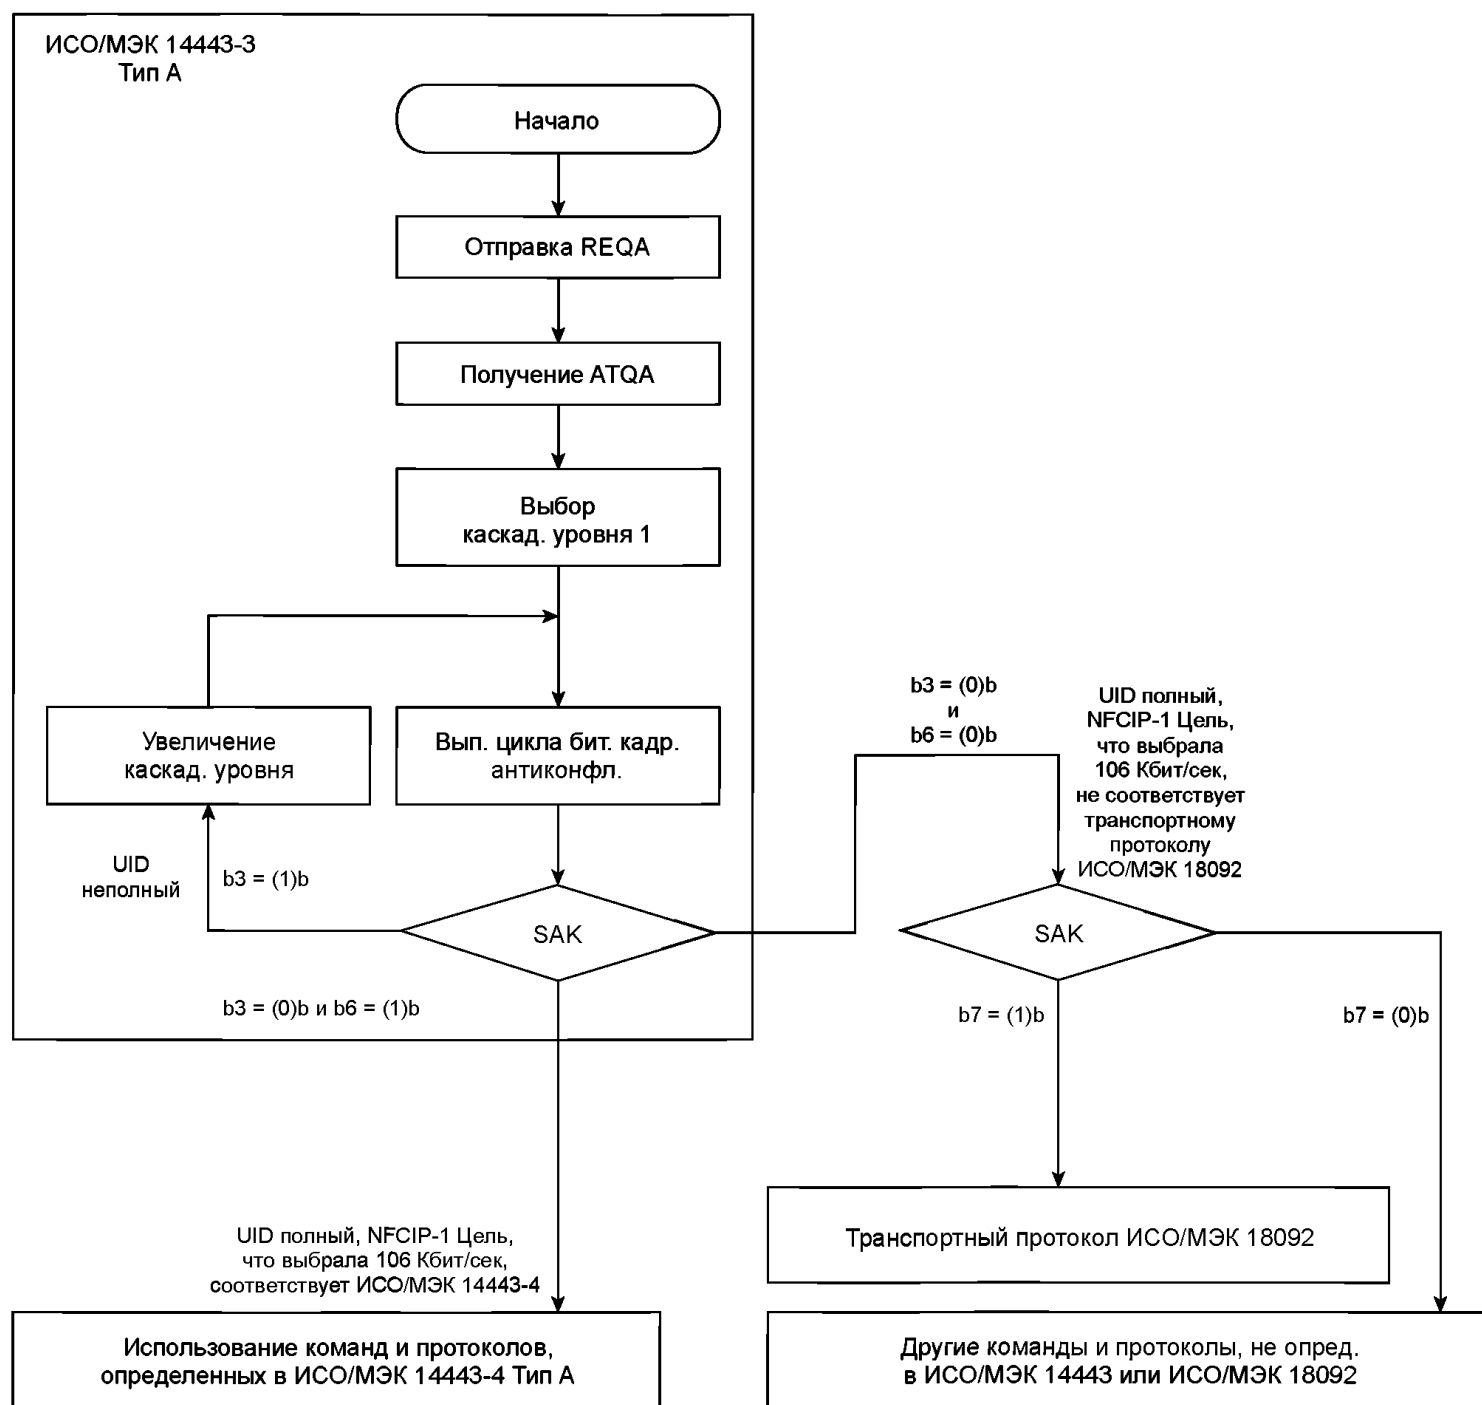 ИСО/МЭК 14443-3
Тип А
Начало
Отправка REQA
Получение ATQA
Выбор
каскад. уровня 1
Увеличение
каскад. уровня
Вып. цикла бит. кадр.
антиконфл.
b3 = (0)b
и
b6 = (0)b
UID полный,
NFCIP-1 Цель,
что выбрала
106 Кбит/сек,
не соответствует
транспортному
протоколу
ИСО/МЭК 18092
UID
неполный
b3 = (1)b
SAK
SAK
b3 = (0)b и b6 = (1)b
b7 = (1)b
b7 = (0)b
Транспортный протокол ИСО/МЭК 18092
UID полный, NFCIP-1 Цель,
что выбрала 106 Кбит/сек,
соответствует ИСО/МЭК 14443-4
Использование команд и протоколов,
определенных в ИСО/МЭК 14443-4 Тип А
Другие команды и протоколы, не опред.
в ИСО/МЭК 14443 или ИСО/МЭК 18092